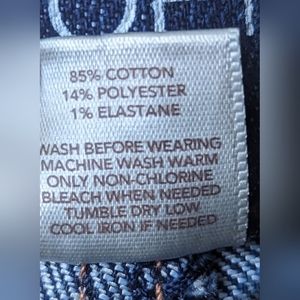 85% COTTON
14% POLYESTER
1% ELASTANE
WASH BEFORE WEARING
MACHINE WASH WARM
ONLY NON-CHLORINE
BLEACH WHEN NEEDED
TUMBLE DRY LOW
COOL IRON IF NEEDED